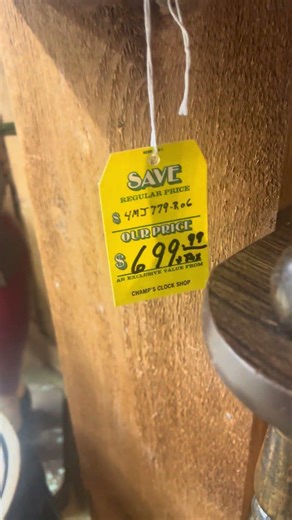 SAVE
REGULAR PRICE
$ 4MJ779-R06
OUR PRICE
$699.99
+ TAX
AN EXCLUSIVE VALUE FROM
CHAMP'S CLOCK SHOP